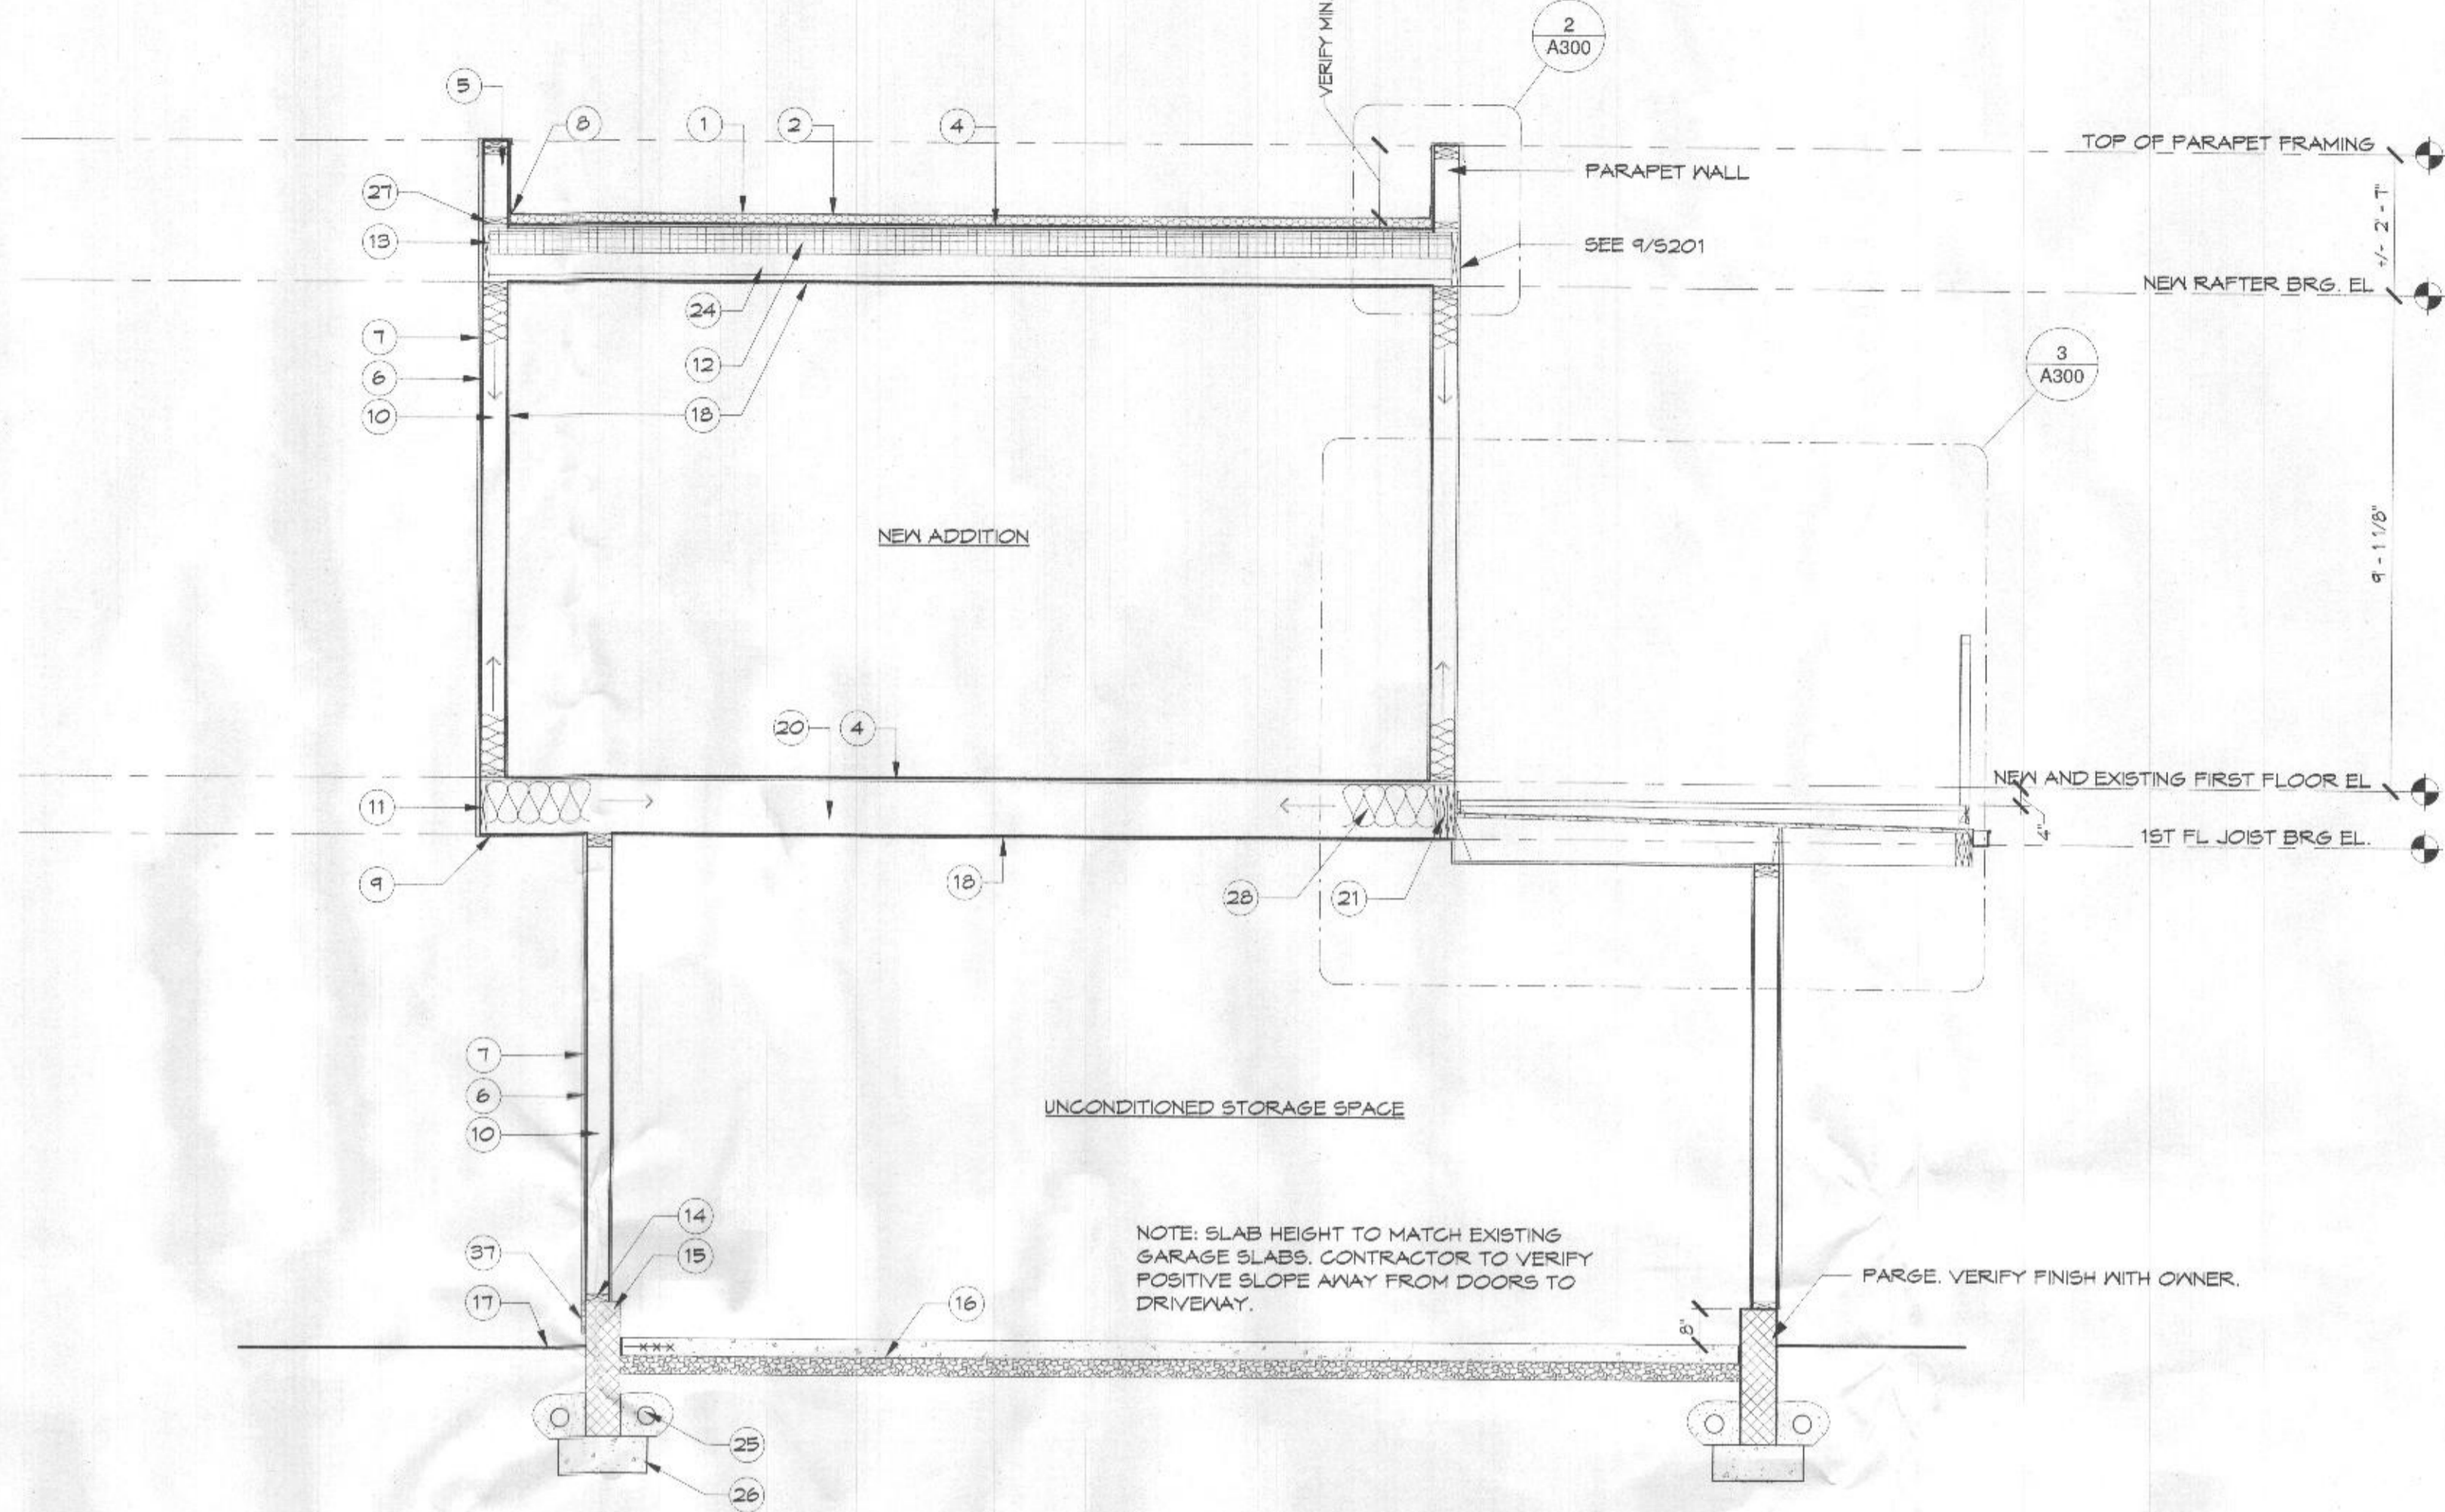 VERIFY MIN
2
A300
5
8
1
2
4
TOP OF PARAPET FRAMING
PARAPET WALL
27
13
SEE 9/S201
+/- 2' - 1"
NEW RAFTER BRG. EL
24
7
12
6
3
A300
10
18
NEW ADDITION
9' - 1 1/8"
20
4
NEW AND EXISTING FIRST FLOOR EL
11
4"
1ST FL JOIST BRG EL.
9
18
28
21
7
6
UNCONDITIONED STORAGE SPACE
10
14
37
15
NOTE: SLAB HEIGHT TO MATCH EXISTING
GARAGE SLABS. CONTRACTOR TO VERIFY
POSITIVE SLOPE AWAY FROM DOORS TO
DRIVEWAY.
PARGE. VERIFY FINISH WITH OWNER.
17
16
8"
25
26